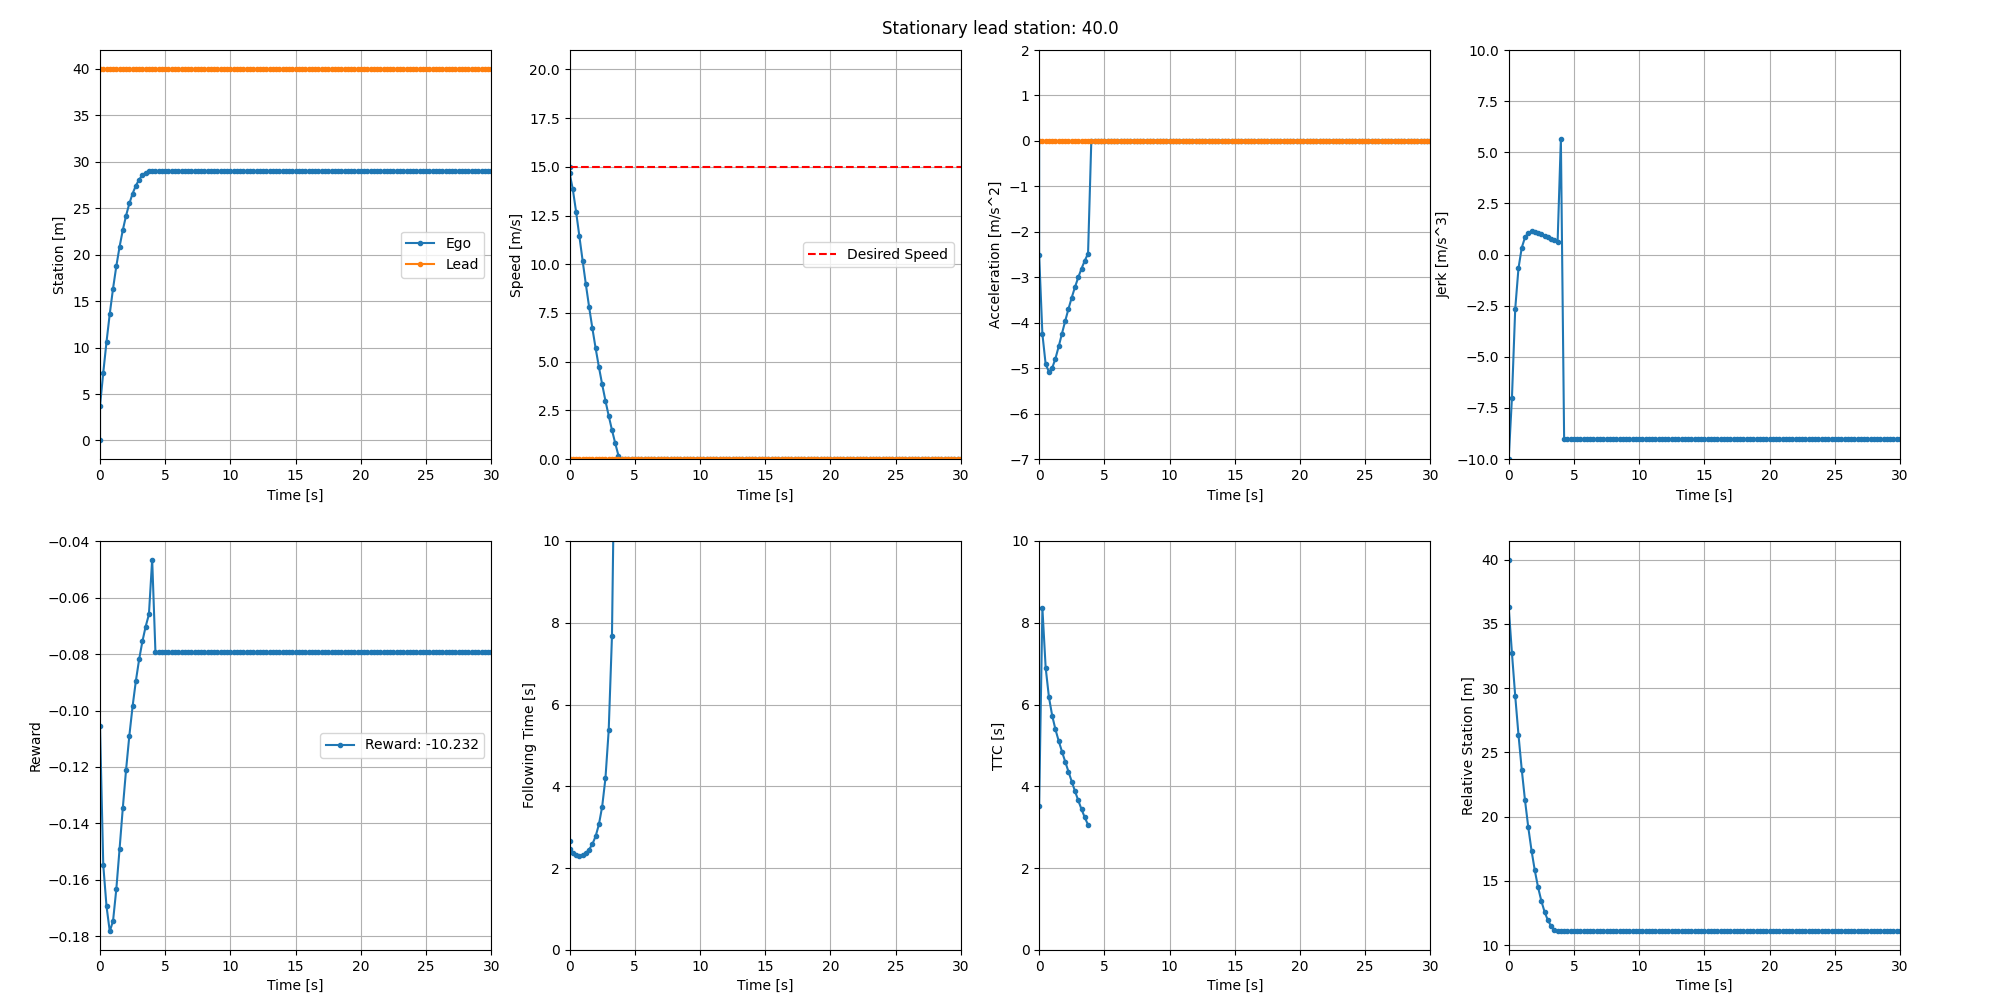 Stationary lead station: 40.0
40
35
30
25
20
15
10
5
0
Station [m]
Ego
Lead
0 5 10 15 20 25 30
Time [s]
20.0
17.5
15.0
12.5
10.0
7.5
5.0
2.5
0.0
Speed [m/s]
Desired Speed
0 5 10 15 20 25 30
Time [s]
2
1
0
−1
−2
−3
−4
−5
−6
−7
Acceleration [m/s^2]
0 5 10 15 20 25 30
Time [s]
10.0
7.5
5.0
2.5
0.0
−2.5
−5.0
−7.5
−10.0
Jerk [m/s^3]
0 5 10 15 20 25 30
Time [s]
−0.04
−0.06
−0.08
−0.10
−0.12
−0.14
−0.16
−0.18
Reward
Reward: -10.232
0 5 10 15 20 25 30
Time [s]
10
8
6
4
2
0
Following Time [s]
0 5 10 15 20 25 30
Time [s]
10
8
6
4
2
0
TTC [s]
0 5 10 15 20 25 30
Time [s]
40
35
30
25
20
15
10
Relative Station [m]
0 5 10 15 20 25 30
Time [s]